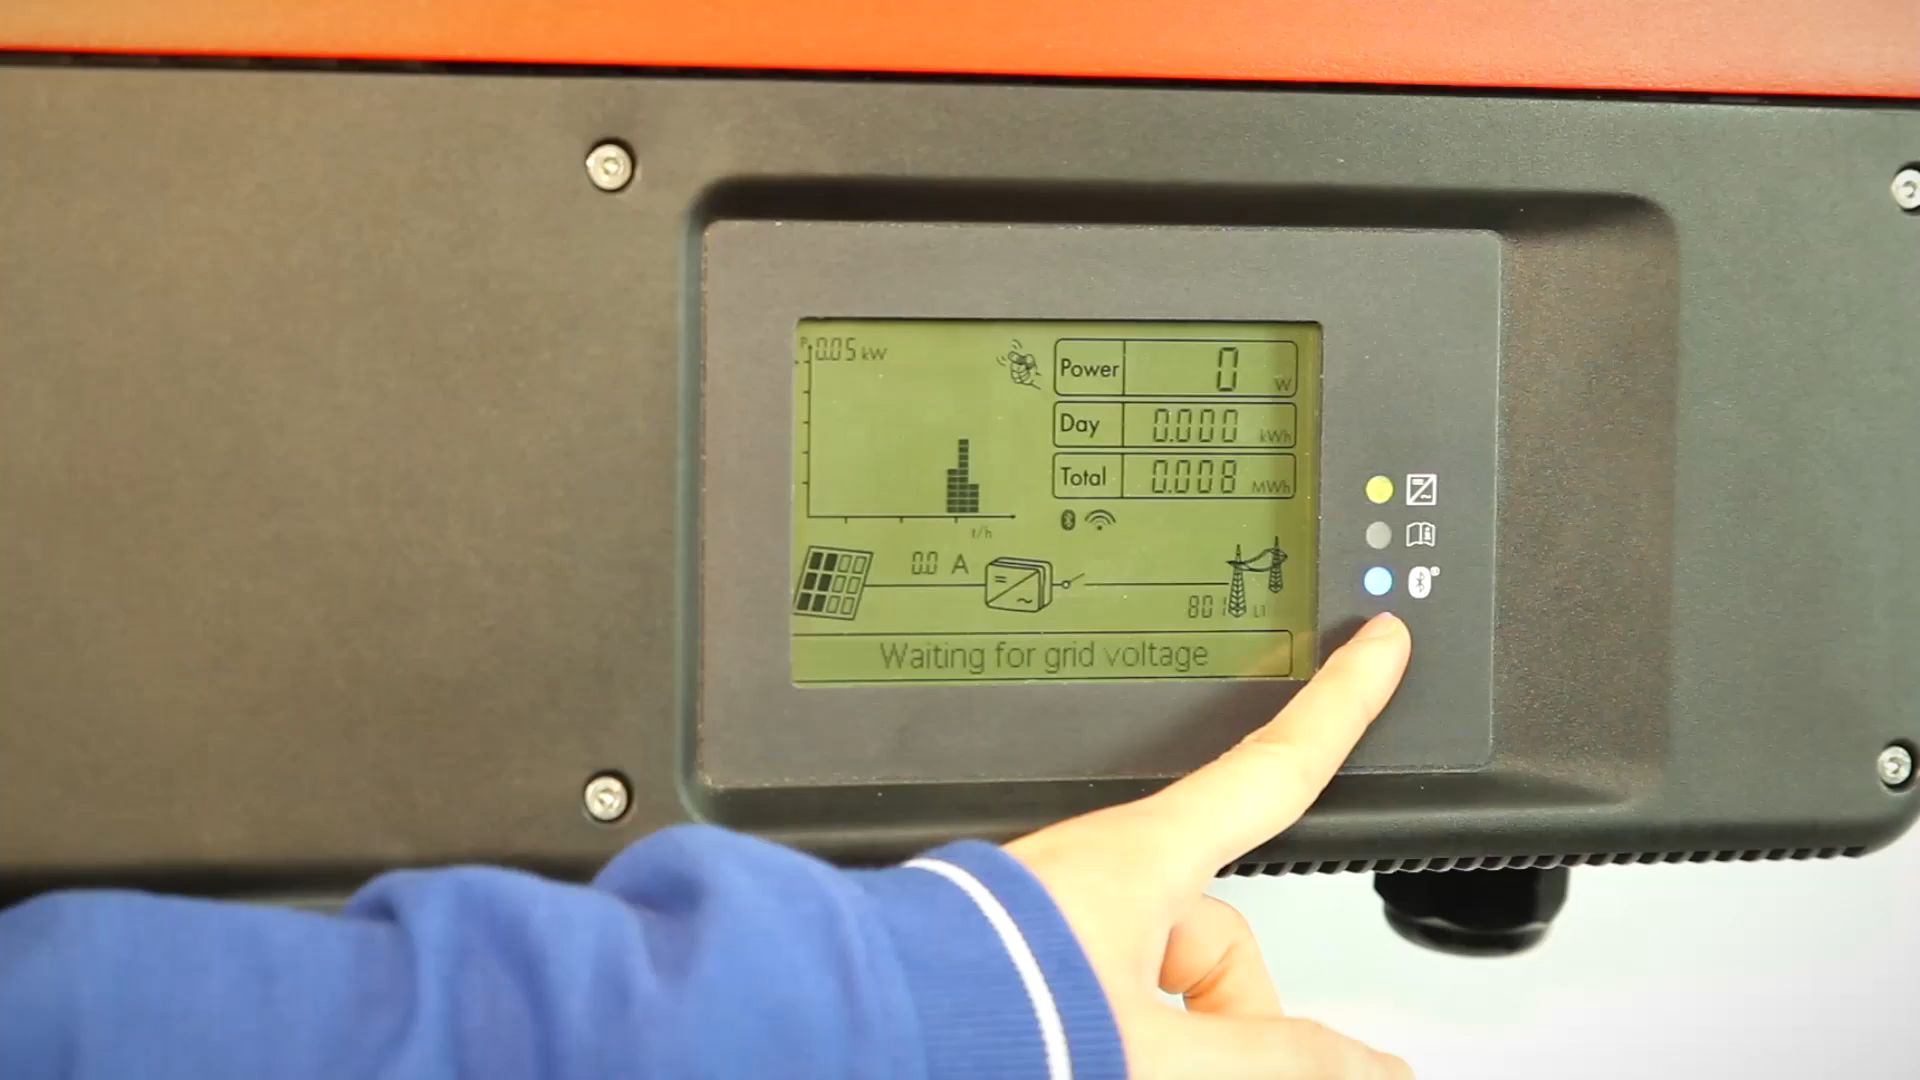 P 0.05 kW
Power 0 W
Day 0.000 kWh
Total 0.008 MWh
t/h
0.0 A
801 L1
Waiting for grid voltage